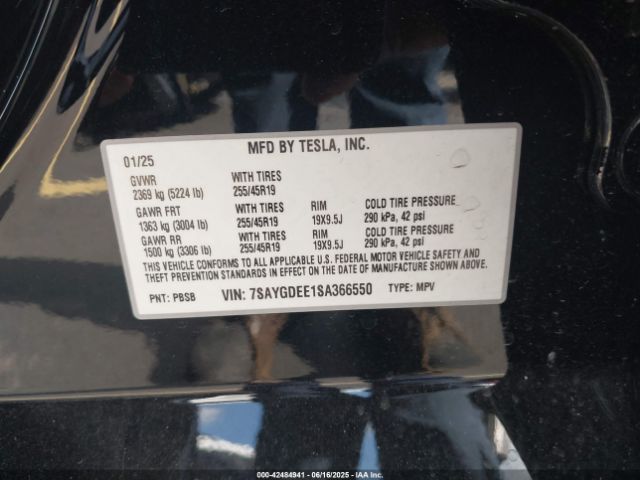 MFD BY TESLA, INC.
01/25
GVWR WITH TIRES
2369 kg (5224 lb) 255/45R19
GAWR FRT WITH TIRES RIM COLD TIRE PRESSURE
1363 kg (3004 lb) 255/45R19 19X9.5J 290 kPa, 42 psi
GAWR RR WITH TIRES RIM COLD TIRE PRESSURE
1500 kg (3306 lb) 255/45R19 19X9.5J 290 kPa, 42 psi
THIS VEHICLE CONFORMS TO ALL APPLICABLE U.S. FEDERAL MOTOR VEHICLE SAFETY AND
THEFT PREVENTION STANDARDS IN EFFECT ON THE DATE OF MANUFACTURE SHOWN ABOVE.
PNT: PBSB VIN: 7SAYGDEE1SA366550 TYPE: MPV
000-42484941 - 06/16/2025 - IAA Inc.